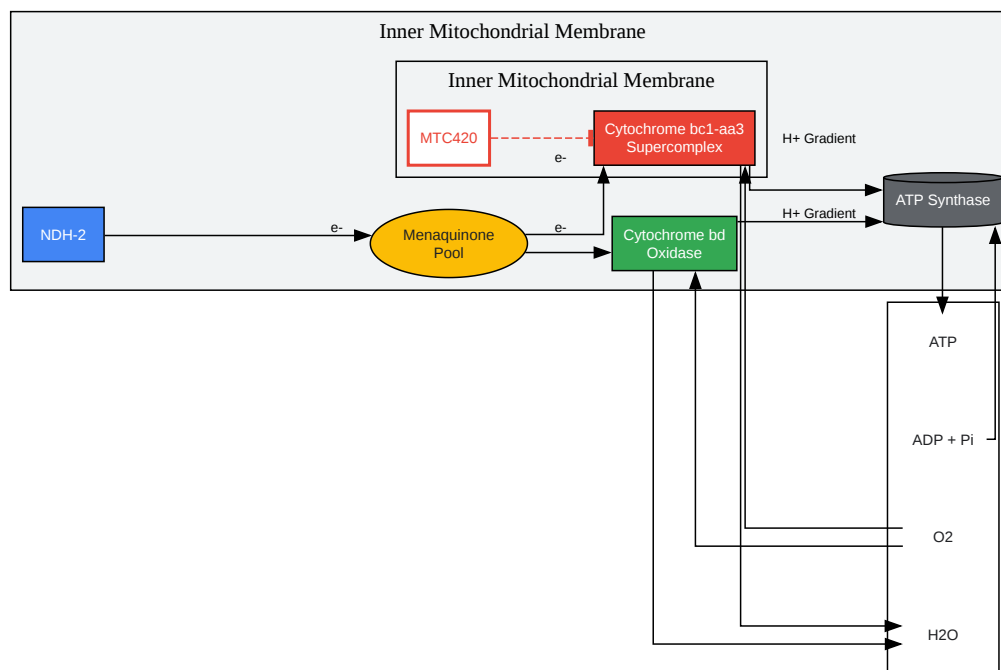 Inner Mitochondrial Membrane
Inner Mitochondrial Membrane
MTC420
Cytochrome bc1-aa3
Supercomplex
H+ Gradient
e-
ATP Synthase
NDH-2
e-
Menaquinone
Pool
e-
Cytochrome bd
Oxidase
H+ Gradient
ATP
ADP + Pi
O2
H2O